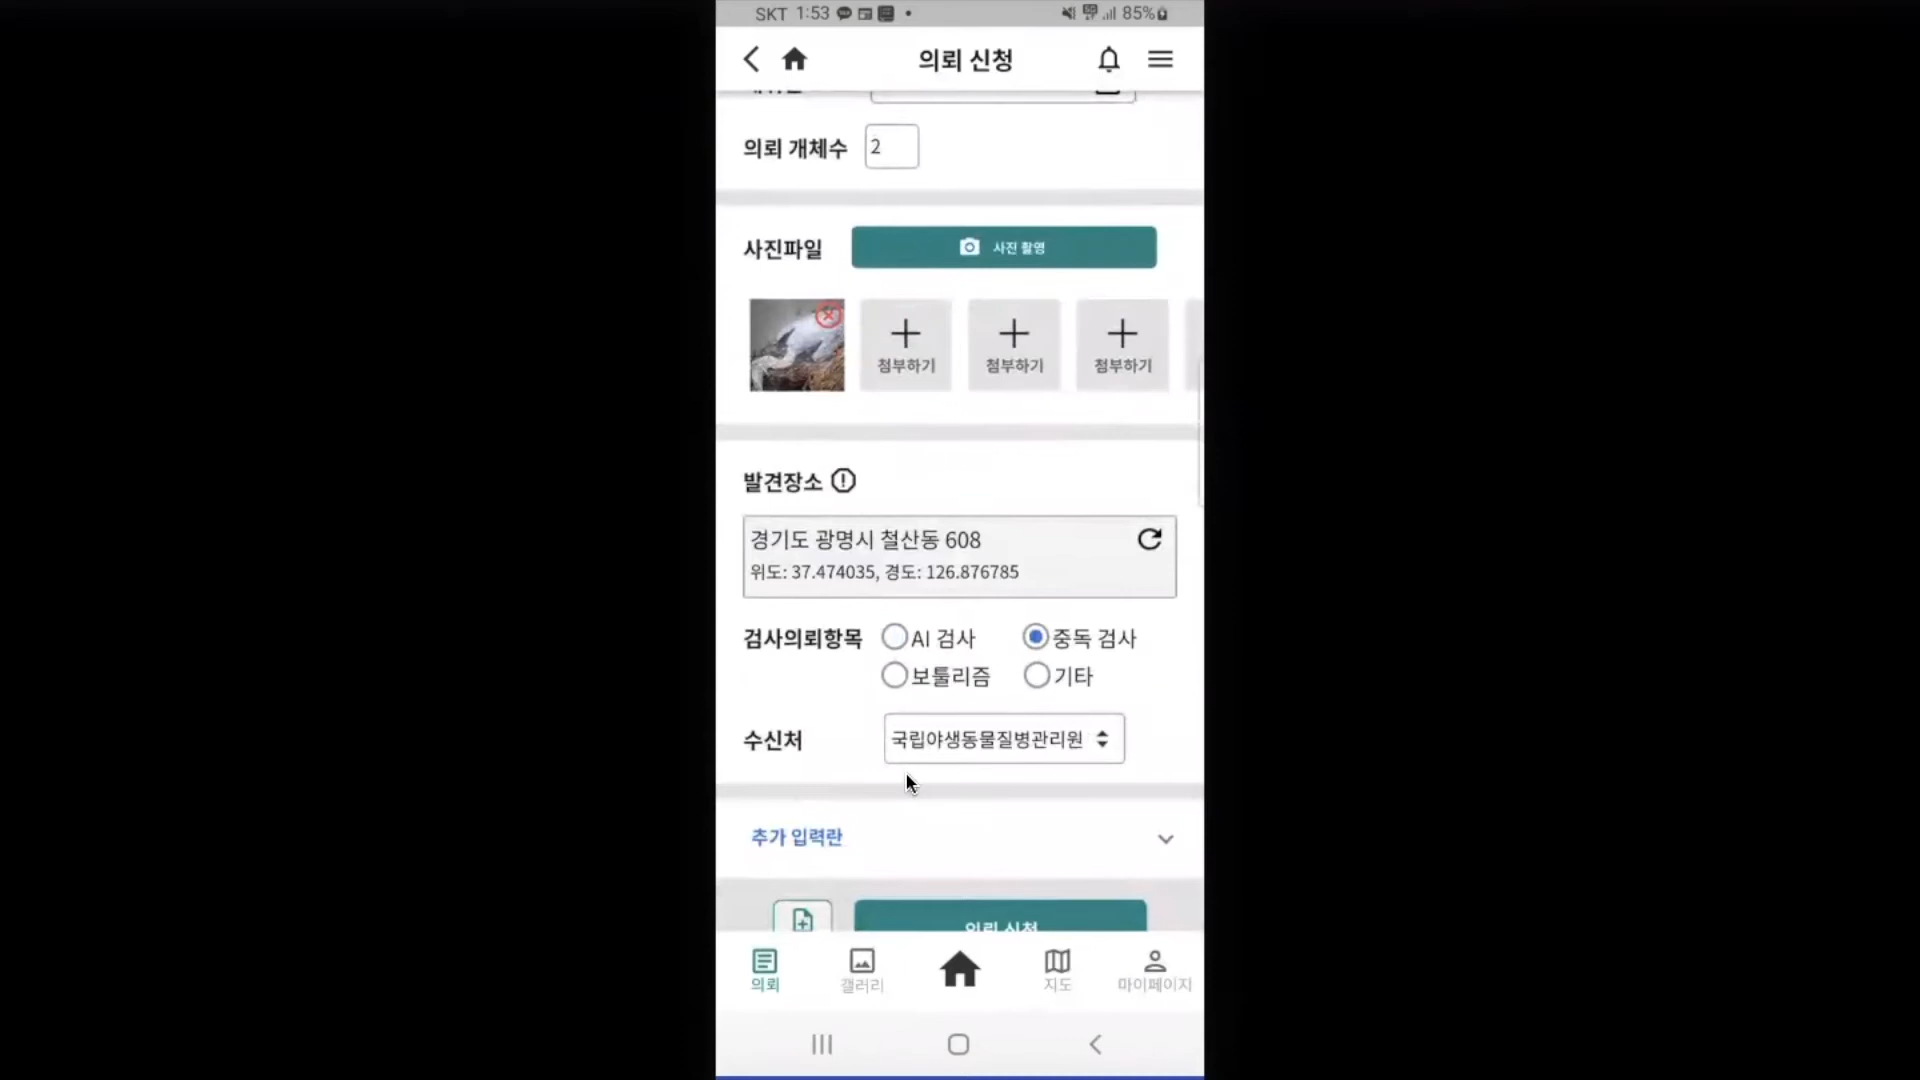 SKT 1:53
85%
의뢰 신청
의뢰 개체수 2
사진파일 사진 촬영
첨부하기 첨부하기 첨부하기
발견장소
경기도 광명시 철산동 608
위도: 37.474035, 경도: 126.876785
검사의뢰항목 AI 검사 중독 검사
보툴리즘 기타
수신처 국립야생동물질병관리원
추가 입력란
의뢰 신청
의뢰 갤러리 지도 마이페이지